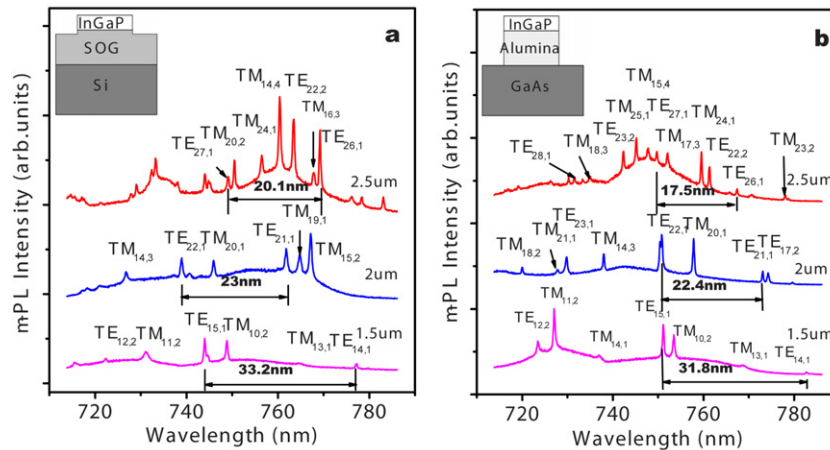 a
InGaP
SOG
Si
TM14,4
TE22,2
TM16,3
TE26,1
TM24,1
TM20,2
TE27,1
2.5um
20.1nm
TM19,1
TE21,1
TM15,2
TM14,3
TE22,1
TM20,1
2um
23nm
TE12,2
TM11,2
TE15,1
TM10,2
TM13,1
TE14,1
1.5um
33.2nm
720
740
760
780
Wavelength (nm)
mPL Intensity (arb.units)
b
InGaP
Alumina
GaAs
TM15,4
TM25,1
TE27,1
TM24,1
TE23,2
TM17,3
TE22,2
TM23,2
TE28,1
TM18,3
TE26,1
2.5um
17.5nm
TE23,1
TM21,1
TM18,2
TM14,3
TE22,1
TM20,1
TE21,1
TE17,2
2um
22.4nm
TM11,2
TE12,2
TM14,1
TE15,1
TM10,2
TM13,1
TE14,1
1.5um
31.8nm
720
740
760
780
Wavelength (nm)
mPL Intensity (arb.units)